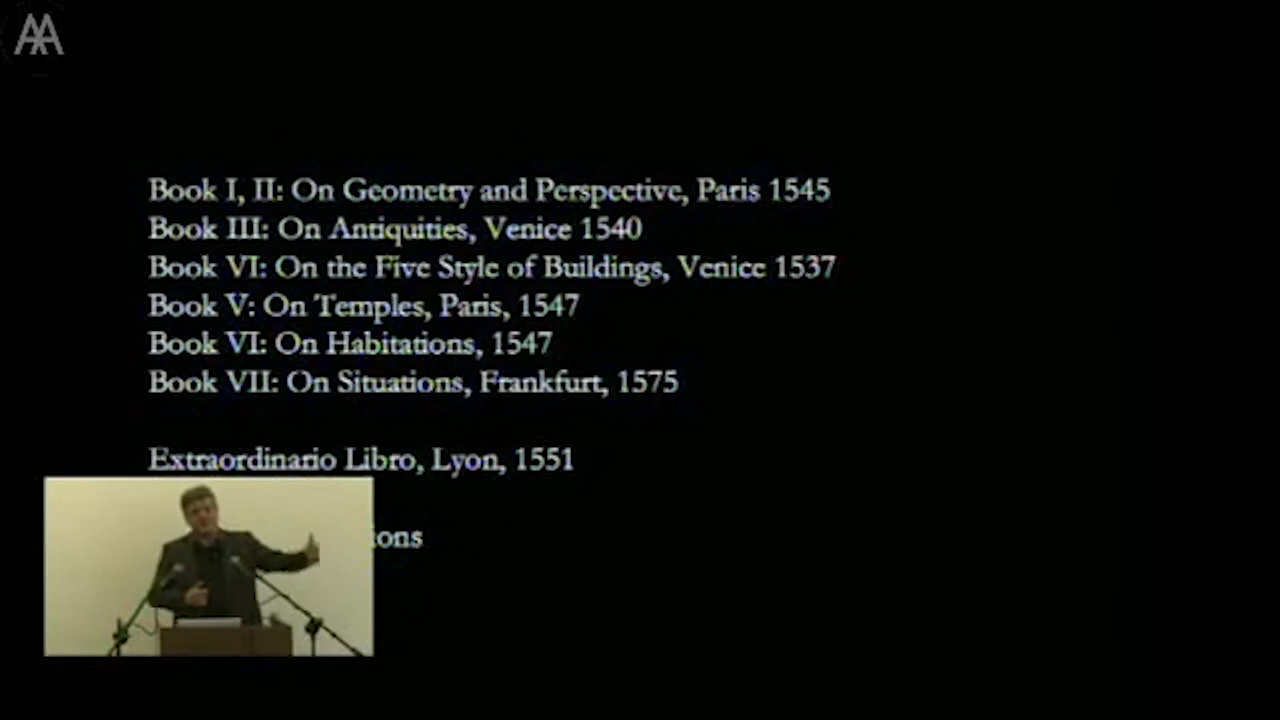 AA
Book I, II: On Geometry and Perspective, Paris 1545
Book III: On Antiquities, Venice 1540
Book VI: On the Five Style of Buildings, Venice 1537
Book V: On Temples, Paris, 1547
Book VI: On Habitations, 1547
Book VII: On Situations, Frankfurt, 1575
Extraordinario Libro, Lyon, 1551
ions